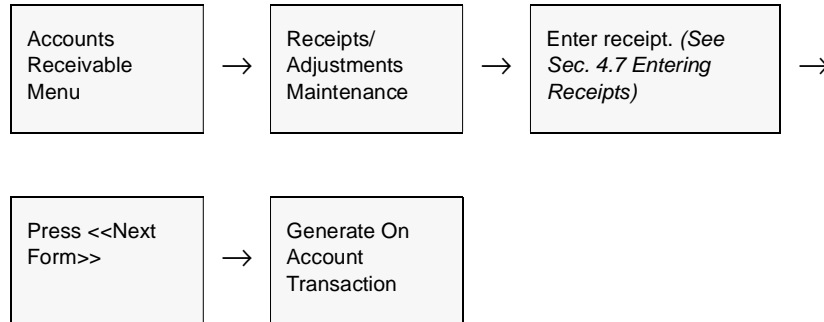 Accounts
Receivable
Menu
→
Receipts/
Adjustments
Maintenance
→
Enter receipt. (See
Sec. 4.7 Entering
Receipts)
→
Press <<Next
Form>>
→
Generate On
Account
Transaction